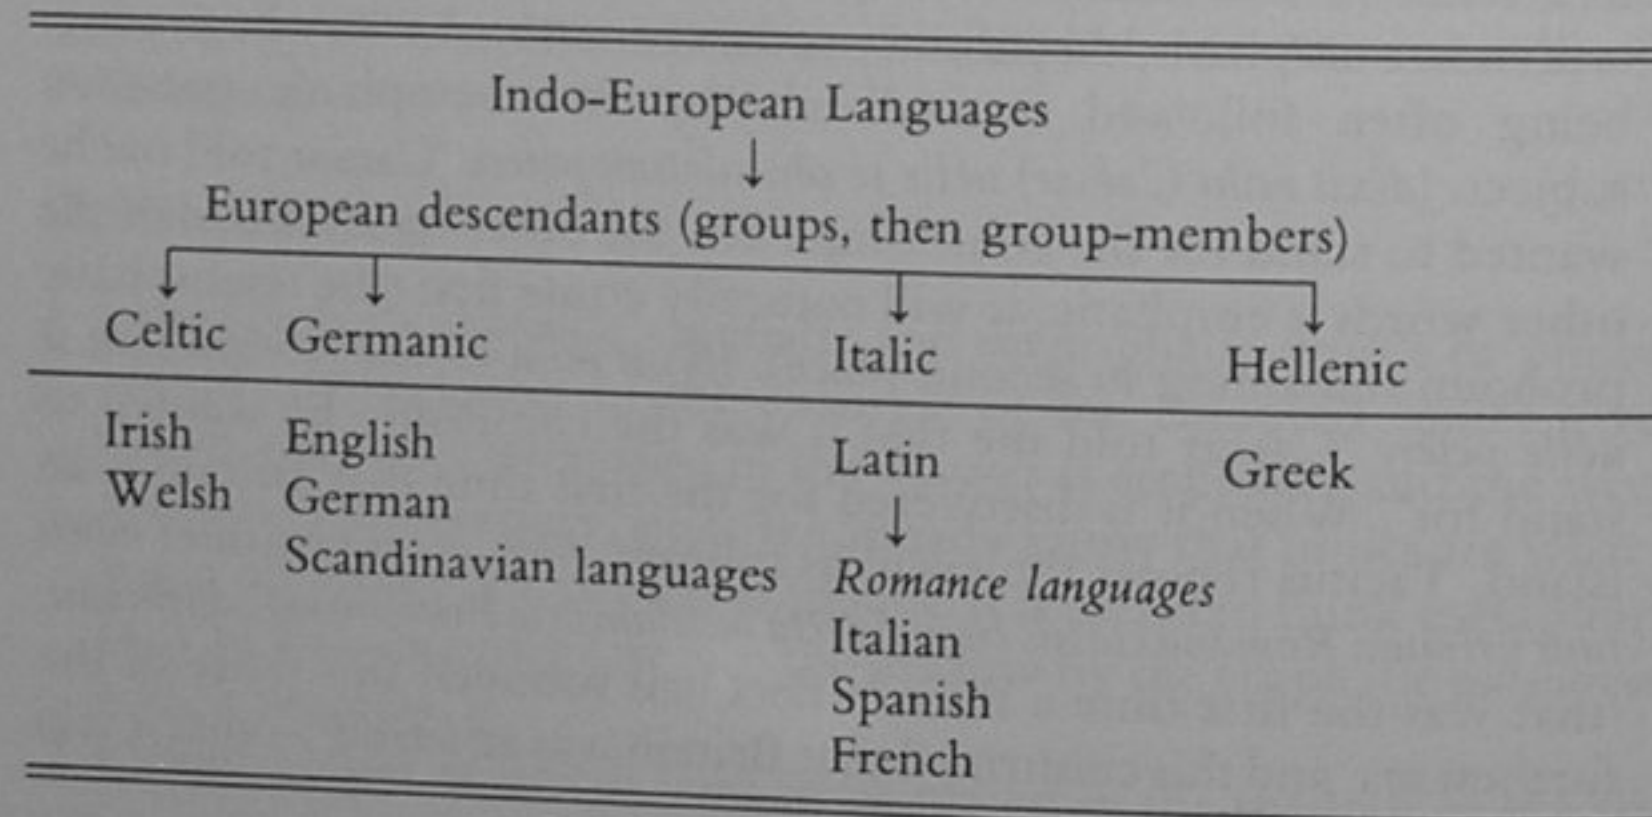 Indo-European Languages
↓
European descendants (groups, then group-members)
Celtic Germanic Italic Hellenic
Irish English Latin Greek
Welsh German ↓
Scandinavian languages Romance languages
Italian
Spanish
French